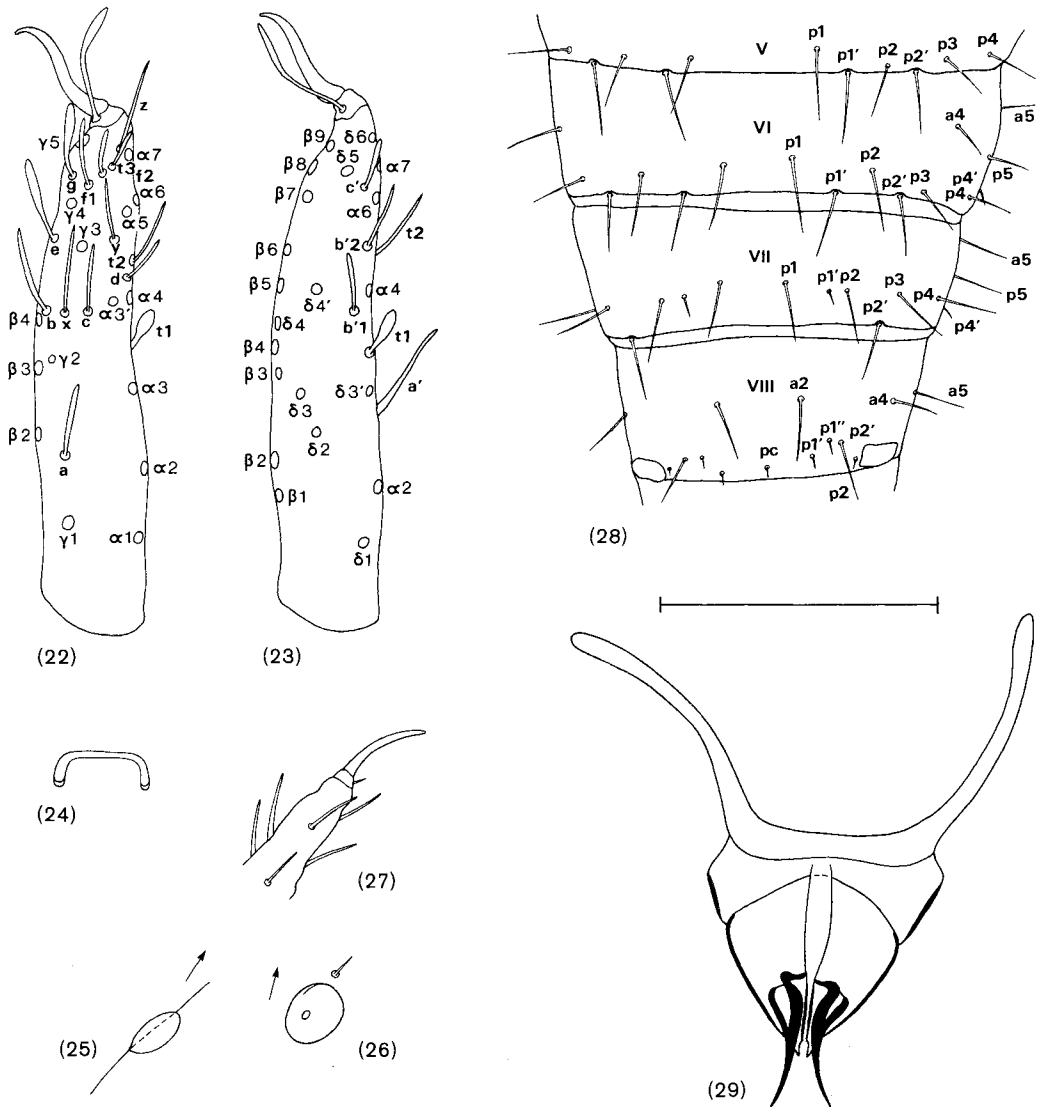 z
γ5
α7
t3
f2
g
f1
α6
γ4
α5
γ3
e
y
t2
d
α4
α3'
β4
b
x
c
t1
β3
γ2
α3
β2
a
α2
γ1
α1
(22)
β9
δ6
δ5
β8
α7
c'
β7
α6
t2
β6
b'2
β5
δ4'
α4
δ4
b'1
β4
t1
β3
a'
δ3'
δ3
δ2
β2
β1
α2
δ1
(23)
V
p1
p1'
p2
p2'
p3
p4
a5
a4
VI
p1
p2
p5
p1'
p2'
p3
p4'
p4
a5
VII
p1
p1'
p2
p3
p5
p4
p2'
p4'
VIII
a2
a4
a5
p1''
p1'
p2'
pc
p2
(28)
(24)
(27)
(25)
(26)
(29)